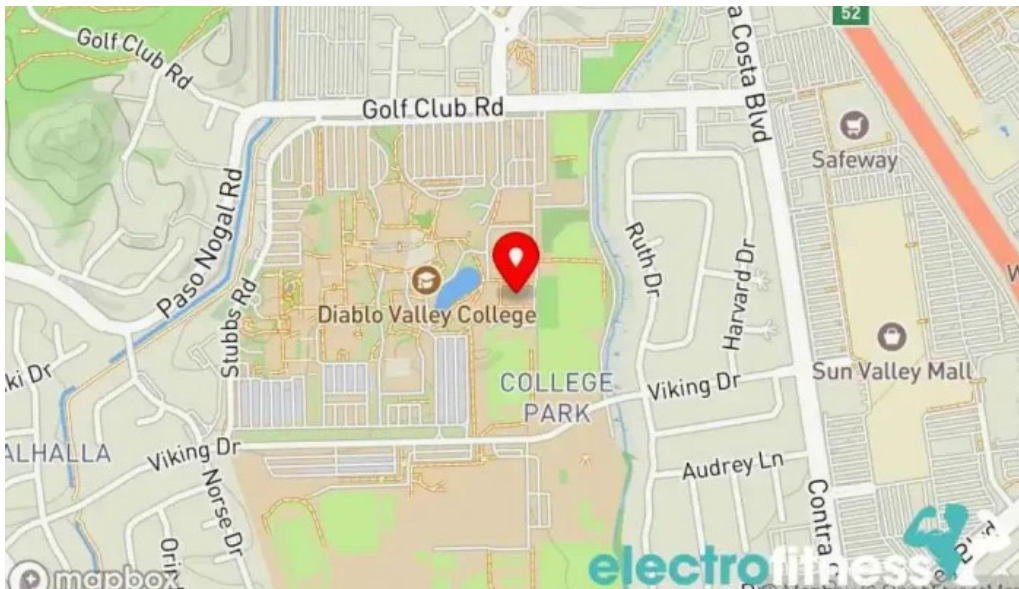 52
Golf Club Rd
a Costa Blvd
Golf Club Rd
Safeway
Paso Nogal Rd
Ruth Dr
Harvard Dr
Stubbs Rd
Diablo Valley College
ki Dr
Sun Valley Mall
COLLEGE
PARK
Viking Dr
ALHALLA
Viking Dr
Audrey Ln
Norse Dr
Contra
Orin
electrofitness
mapbox